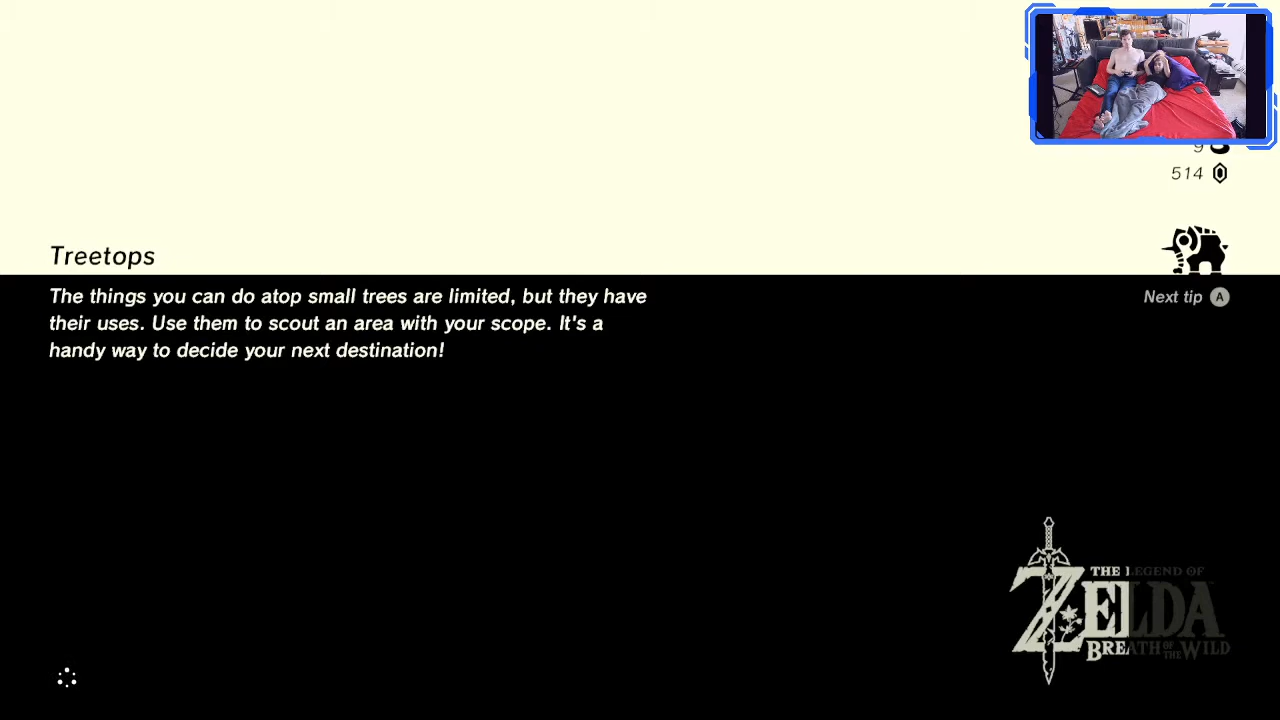 9
514
Treetops
The things you can do atop small trees are limited, but they have
their uses. Use them to scout an area with your scope. It's a
handy way to decide your next destination!
Next tip A
THE LEGEND OF
ZELDA
BREATH OF THE WILD